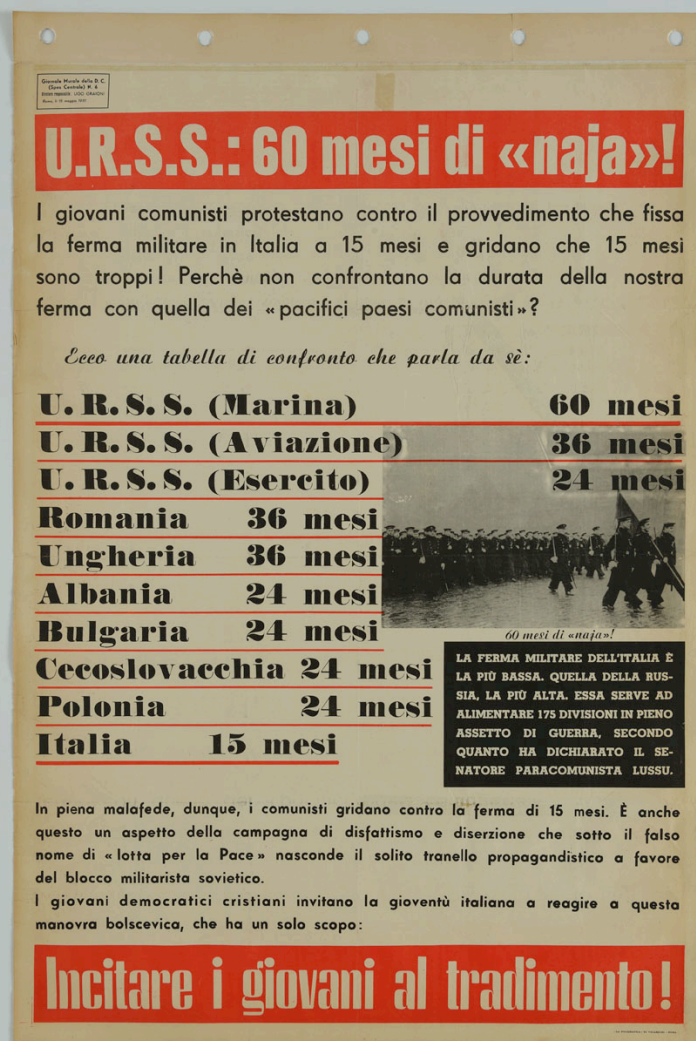 Giornale Murale della D. C.
(Spes Centrale) N. 6
U.R.S.S.: 60 mesi di «naja»!
I giovani comunisti protestano contro il provvedimento che fissa
la ferma militare in Italia a 15 mesi e gridano che 15 mesi
sono troppi! Perchè non confrontano la durata della nostra
ferma con quella dei «pacifici paesi comunisti»?
Ecco una tabella di confronto che parla da sè:
U. R. S. S. (Marina) 60 mesi
U. R. S. S. (Aviazione) 36 mesi
U. R. S. S. (Esercito) 24 mesi
Romania 36 mesi
Ungheria 36 mesi
Albania 24 mesi
Bulgaria 24 mesi
Cecoslovacchia 24 mesi
Polonia 24 mesi
Italia 15 mesi
60 mesi di «naja»!
LA FERMA MILITARE DELL'ITALIA È
LA PIÙ BASSA. QUELLA DELLA RUS-
SIA, LA PIÙ ALTA. ESSA SERVE AD
ALIMENTARE 175 DIVISIONI IN PIENO
ASSETTO DI GUERRA, SECONDO
QUANTO HA DICHIARATO IL SE-
NATORE PARACOMUNISTA LUSSU.
In piena malafede, dunque, i comunisti gridano contro la ferma di 15 mesi. È anche
questo un aspetto della campagna di disfattismo e diserzione che sotto il falso
nome di «lotta per la Pace» nasconde il solito tranello propagandistico a favore
del blocco militarista sovietico.
I giovani democratici cristiani invitano la gioventù italiana a reagire a questa
manovra bolscevica, che ha un solo scopo:
Incitare i giovani al tradimento!